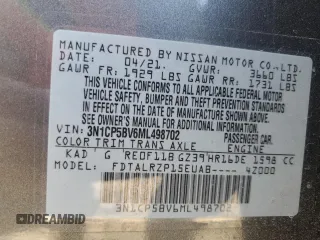 MANUFACTURED BY NISSAN MOTOR CO.,LTD.
DATE: 04/21. GVWR: 3660 LBS
GAWR FR: 1929 LBS GAWR RR: 1731 LBS
THIS VEHICLE CONFORMS TO ALL APPLICABLE FEDERAL MOTOR
VEHICLE SAFETY, BUMPER, AND THEFT PREVENTION STANDARDS
IN EFFECT ON THE DATE OF MANUFACTURE SHOWN ABOVE.
SEE OWNER'S MANUAL FOR ADDITIONAL INFORMATION
VIN: 3N1CP5BV6ML498702 PASSENGER CAR
COLOR TRIM TRANS AXLE ENGINE
KAD G RE0F11B GZ39 HR16DE 1598 CC
FDTALRZP15EUAB---- 4Z000
3N1CP5BV6ML498702